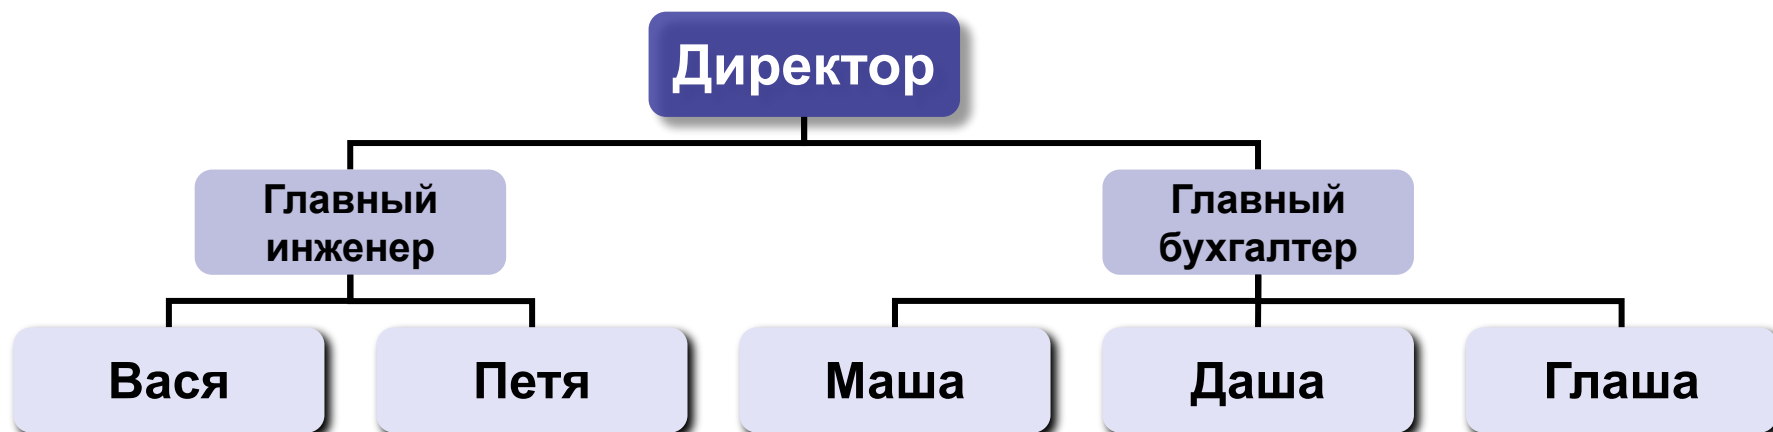 Директор
Главный
инженер
Главный
бухгалтер
Вася
Петя
Маша
Даша
Глаша